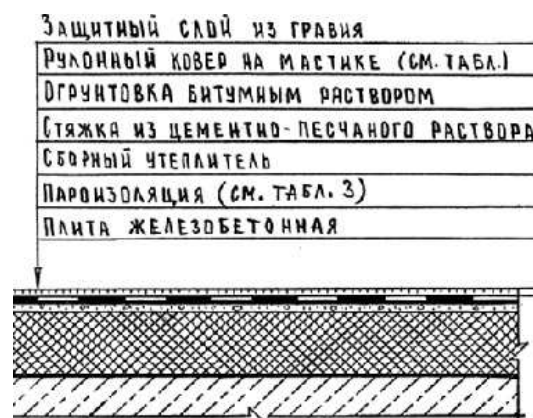 Защитный слой из гравия
Рулонный ковер на мастике (см. табл.)
Огрунтовка битумным раствором
Стяжка из цементно-песчаного раствора
Сборный утеплитель
Пароизоляция (см. табл. 3)
Плита железобетонная